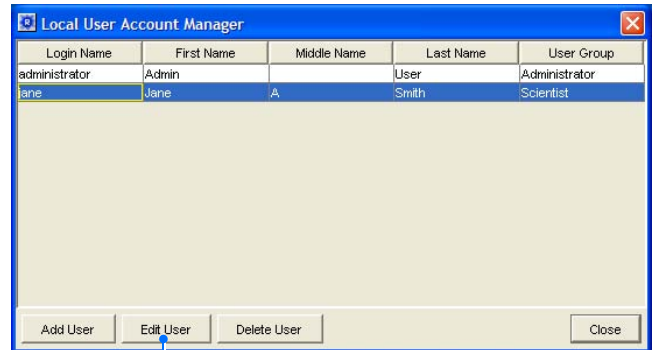 Local User Account Manager
Login Name First Name Middle Name Last Name User Group
administrator Admin User Administrator
jane Jane A Smith Scientist
Add User Edit User Delete User Close